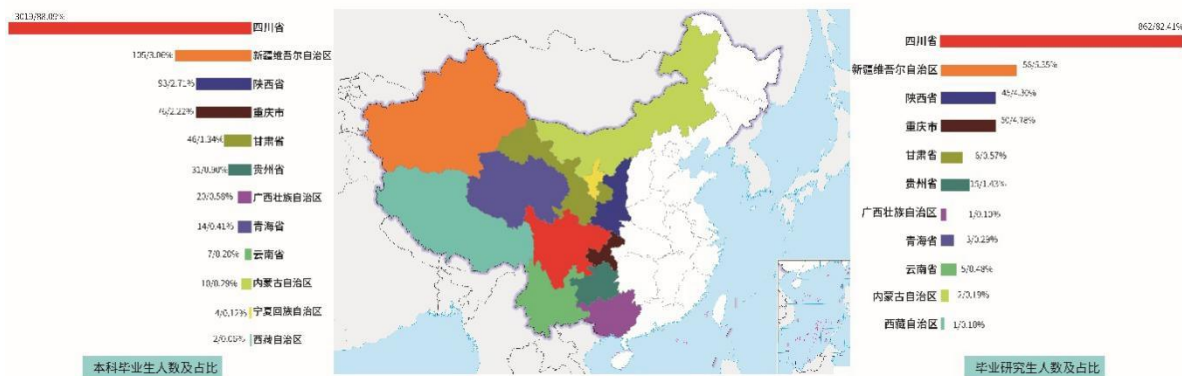 3019/88.09%
四川省
105/3.06%
新疆维吾尔自治区
93/2.71%
陕西省
76/2.22%
重庆市
46/1.34%
甘肃省
31/0.90%
贵州省
20/0.58%
广西壮族自治区
14/0.41%
青海省
7/0.20%
云南省
10/0.29%
内蒙古自治区
4/0.12%
宁夏回族自治区
2/0.06%
西藏自治区
本科毕业生人数及占比
862/82.41%
四川省
56/5.35%
新疆维吾尔自治区
45/4.30%
陕西省
50/4.78%
重庆市
甘肃省
6/0.57%
贵州省
15/1.43%
广西壮族自治区
1/0.10%
青海省
3/0.29%
云南省
5/0.48%
内蒙古自治区
2/0.19%
西藏自治区
1/0.10%
毕业研究生人数及占比